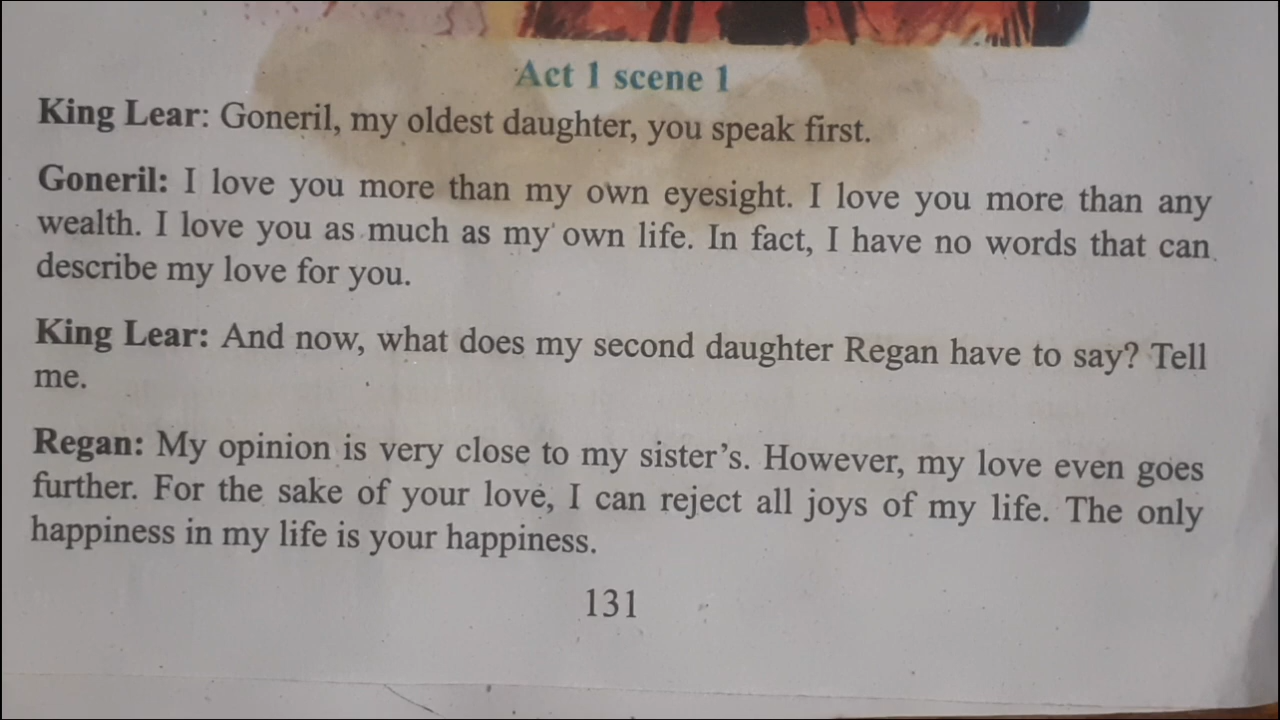 Act 1 scene 1
King Lear: Goneril, my oldest daughter, you speak first.
Goneril: I love you more than my own eyesight. I love you more than any
wealth. I love you as much as my own life. In fact, I have no words that can
describe my love for you.
King Lear: And now, what does my second daughter Regan have to say? Tell
me.
Regan: My opinion is very close to my sister’s. However, my love even goes
further. For the sake of your love, I can reject all joys of my life. The only
happiness in my life is your happiness.
131